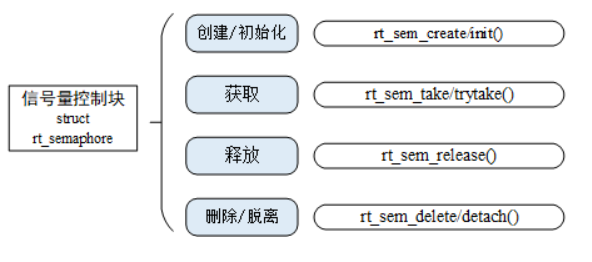 信号量控制块
struct
rt_semaphore
创建/初始化
rt_sem_create/init()
获取
rt_sem_take/trytake()
释放
rt_sem_release()
删除/脱离
rt_sem_delete/detach()